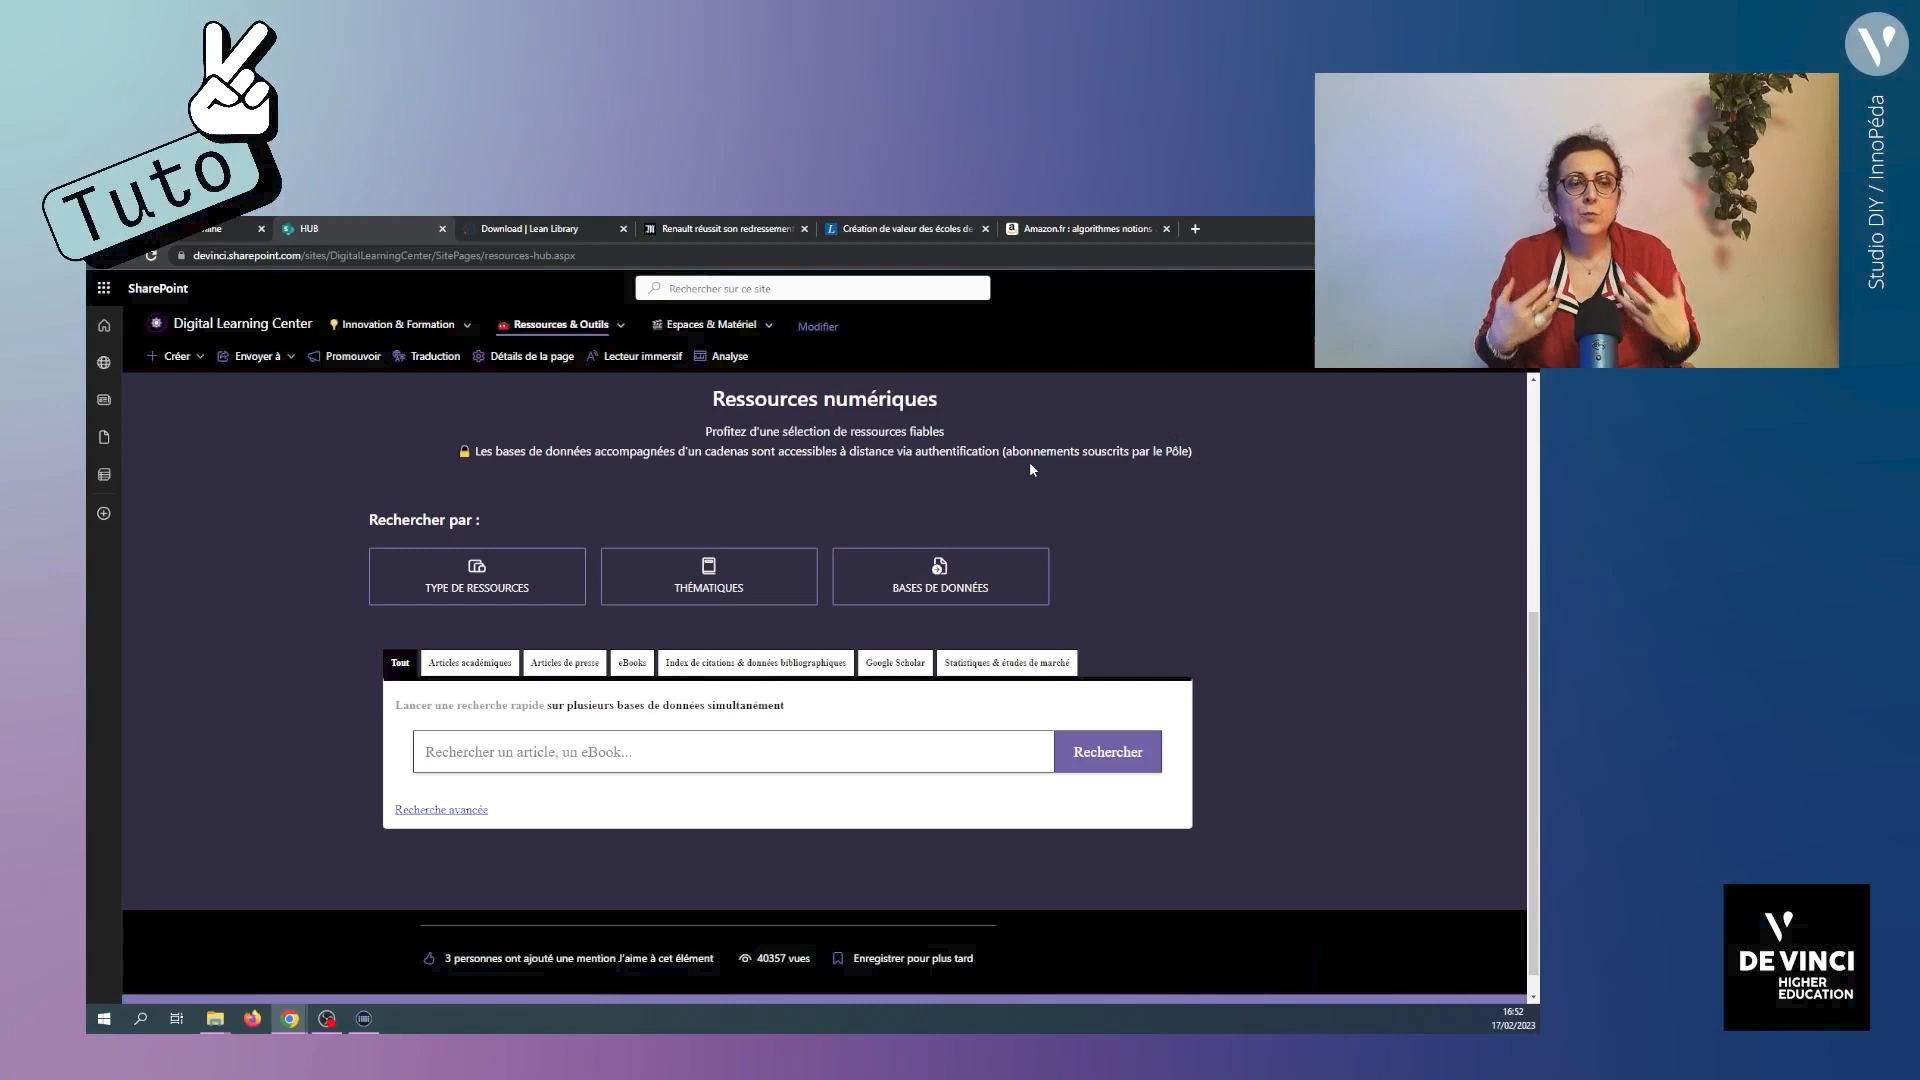 Tuto
HUB
Download | Lean Library
Renault réussit son redressement
Création de valeur des écoles de
Amazon.fr : algorithmes notions
devinci.sharepoint.com/sites/DigitalLearningCenter/SitePages/resources-hub.aspx
SharePoint
Rechercher sur ce site
Digital Learning Center
Innovation & Formation
Ressources & Outils
Espaces & Matériel
Modifier
Créer
Envoyer à
Promouvoir
Traduction
Détails de la page
Lecteur immersif
Analyse
Ressources numériques
Profitez d'une sélection de ressources fiables
Les bases de données accompagnées d'un cadenas sont accessibles à distance via authentification (abonnements souscrits par le Pôle)
Rechercher par :
TYPE DE RESSOURCES
THÉMATIQUES
BASES DE DONNÉES
Tout
Articles académiques
Articles de presse
eBooks
Index de citations & données bibliographiques
Google Scholar
Statistiques & études de marché
Lancer une recherche rapide sur plusieurs bases de données simultanément
Rechercher un article, un eBook...
Rechercher
Recherche avancée
3 personnes ont ajouté une mention J'aime à cet élément
40357 vues
Enregistrer pour plus tard
16:52
17/02/2023
Studio DIY / InnoPéda
DE VINCI
HIGHER
EDUCATION